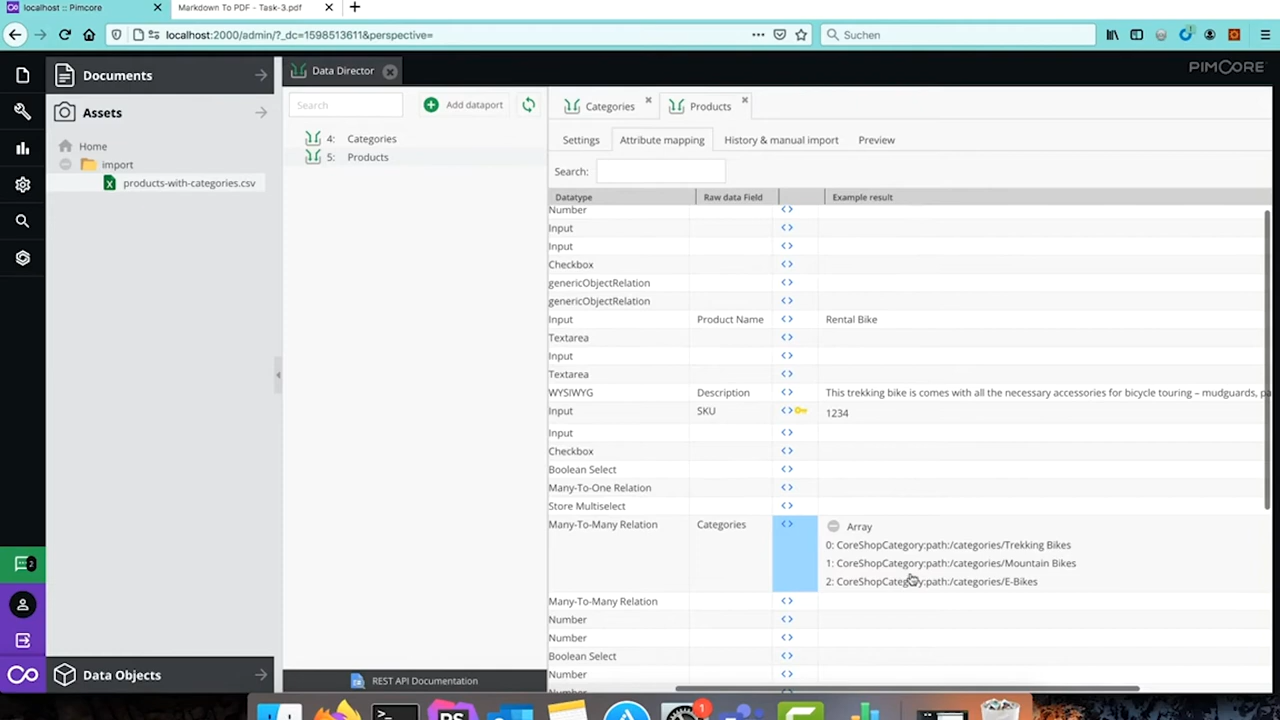 localhost :: Pimcore
Markdown To PDF - Task-3.pdf
localhost:2000/admin/?_dc=1598513611&perspective=
Suchen
Documents
Data Director
PIMCORE
Search
Add dataport
Categories
Products
Assets
Settings
Attribute mapping
History & manual import
Preview
Home
import
products-with-categories.csv
4: Categories
5: Products
Search:
Datatype Raw data Field Example result
Number
Input
Input
Checkbox
genericObjectRelation
genericObjectRelation
Input Product Name Rental Bike
Textarea
Input
Textarea
WYSIWYG Description This trekking bike is comes with all the necessary accessories for bicycle touring – mudguards, pa
Input SKU 1234
Input
Checkbox
Boolean Select
Many-To-One Relation
Store Multiselect
Many-To-Many Relation Categories Array
0: CoreShopCategory:path:/categories/Trekking Bikes
1: CoreShopCategory:path:/categories/Mountain Bikes
2: CoreShopCategory:path:/categories/E-Bikes
Many-To-Many Relation
Number
Number
Boolean Select
Number
2
Data Objects
REST API Documentation
PS
1